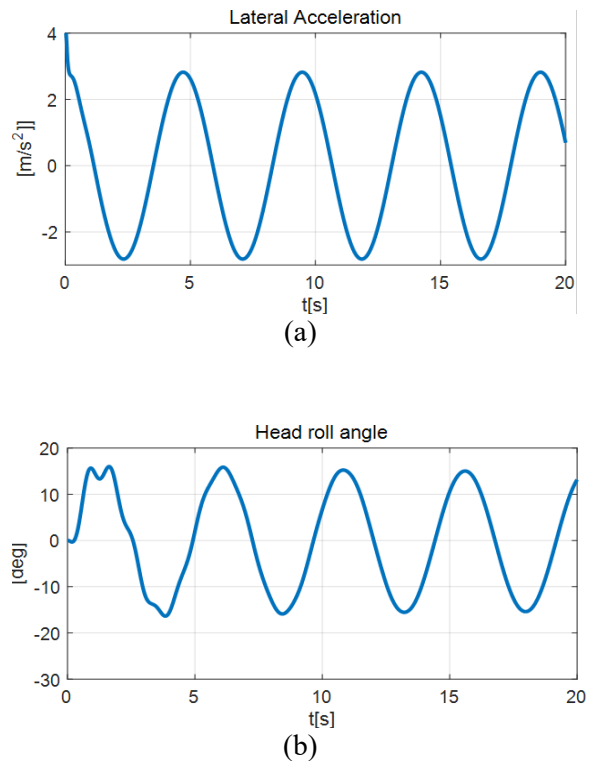 Lateral Acceleration
4
2
0
-2
[m/s²]]
0 5 10 15 20
t[s]
(a)
Head roll angle
20
10
0
-10
-20
-30
[deg]
0 5 10 15 20
t[s]
(b)